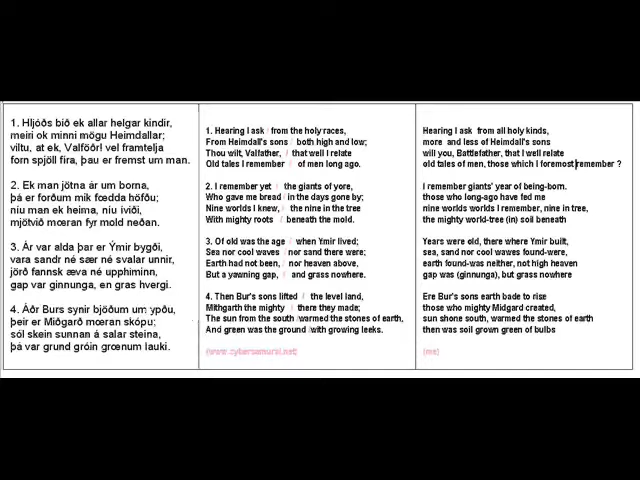 1. Hljóðs bið ek allar helgar kindir,
meiri ok minni mögu Heimdallar;
viltu, at ek, Valföðr! vel framtelja
forn spjöll fira, þau er fremst um man.
2. Ek man jötna ár um borna,
þá er forðum mik fœdda höfðu;
níu man ek heima, níu íviði,
mjötvið mœran fyr mold neðan.
3. Ár var alda þar er Ýmir bygði,
vara sandr né sær né svalar unnir,
jörð fannsk æva né upphiminn,
gap var ginnunga, en gras hvergi.
4. Áðr Burs synir bjöðum um ypðu,
þeir er Miðgarð mœran skópu;
sól skein sunnan á salar steina,
þá var grund gróin grœnum lauki.
1. Hearing I ask / from the holy races,
From Heimdall's sons / both high and low;
Thou wilt, Valfather, / that well I relate
Old tales I remember / of men long ago.
2. I remember yet / the giants of yore,
Who gave me bread / in the days gone by;
Nine worlds I knew, / the nine in the tree
With mighty roots / beneath the mold.
3. Of old was the age / when Ymir lived;
Sea nor cool waves / nor sand there were;
Earth had not been, / nor heaven above,
But a yawning gap, / and grass nowhere.
4. Then Bur's sons lifted / the level land,
Mithgarth the mighty / there they made;
The sun from the south / warmed the stones of earth,
And green was the ground / with growing leeks.
(www.cybersamurai.net)
Hearing I ask from all holy kinds,
more and less of Heimdall's sons
will you, Battlefather, that I well relate
old tales of men, those which I foremost remember ?
I remember giants' year of being-born.
those who long-ago have fed me
nine worlds worlds I remember, nine in tree,
the mighty world-tree (in) soil beneath
Years were old, there where Ymir built,
sea, sand nor cool waves found-were,
earth found-was neither, not high heaven
gap was (ginnunga), but grass nowhere
Ere Bur's sons earth bade to rise
those who mighty Midgard created,
sun shone south, warmed the stones of earth
then was soil grown green of bulbs
(me)